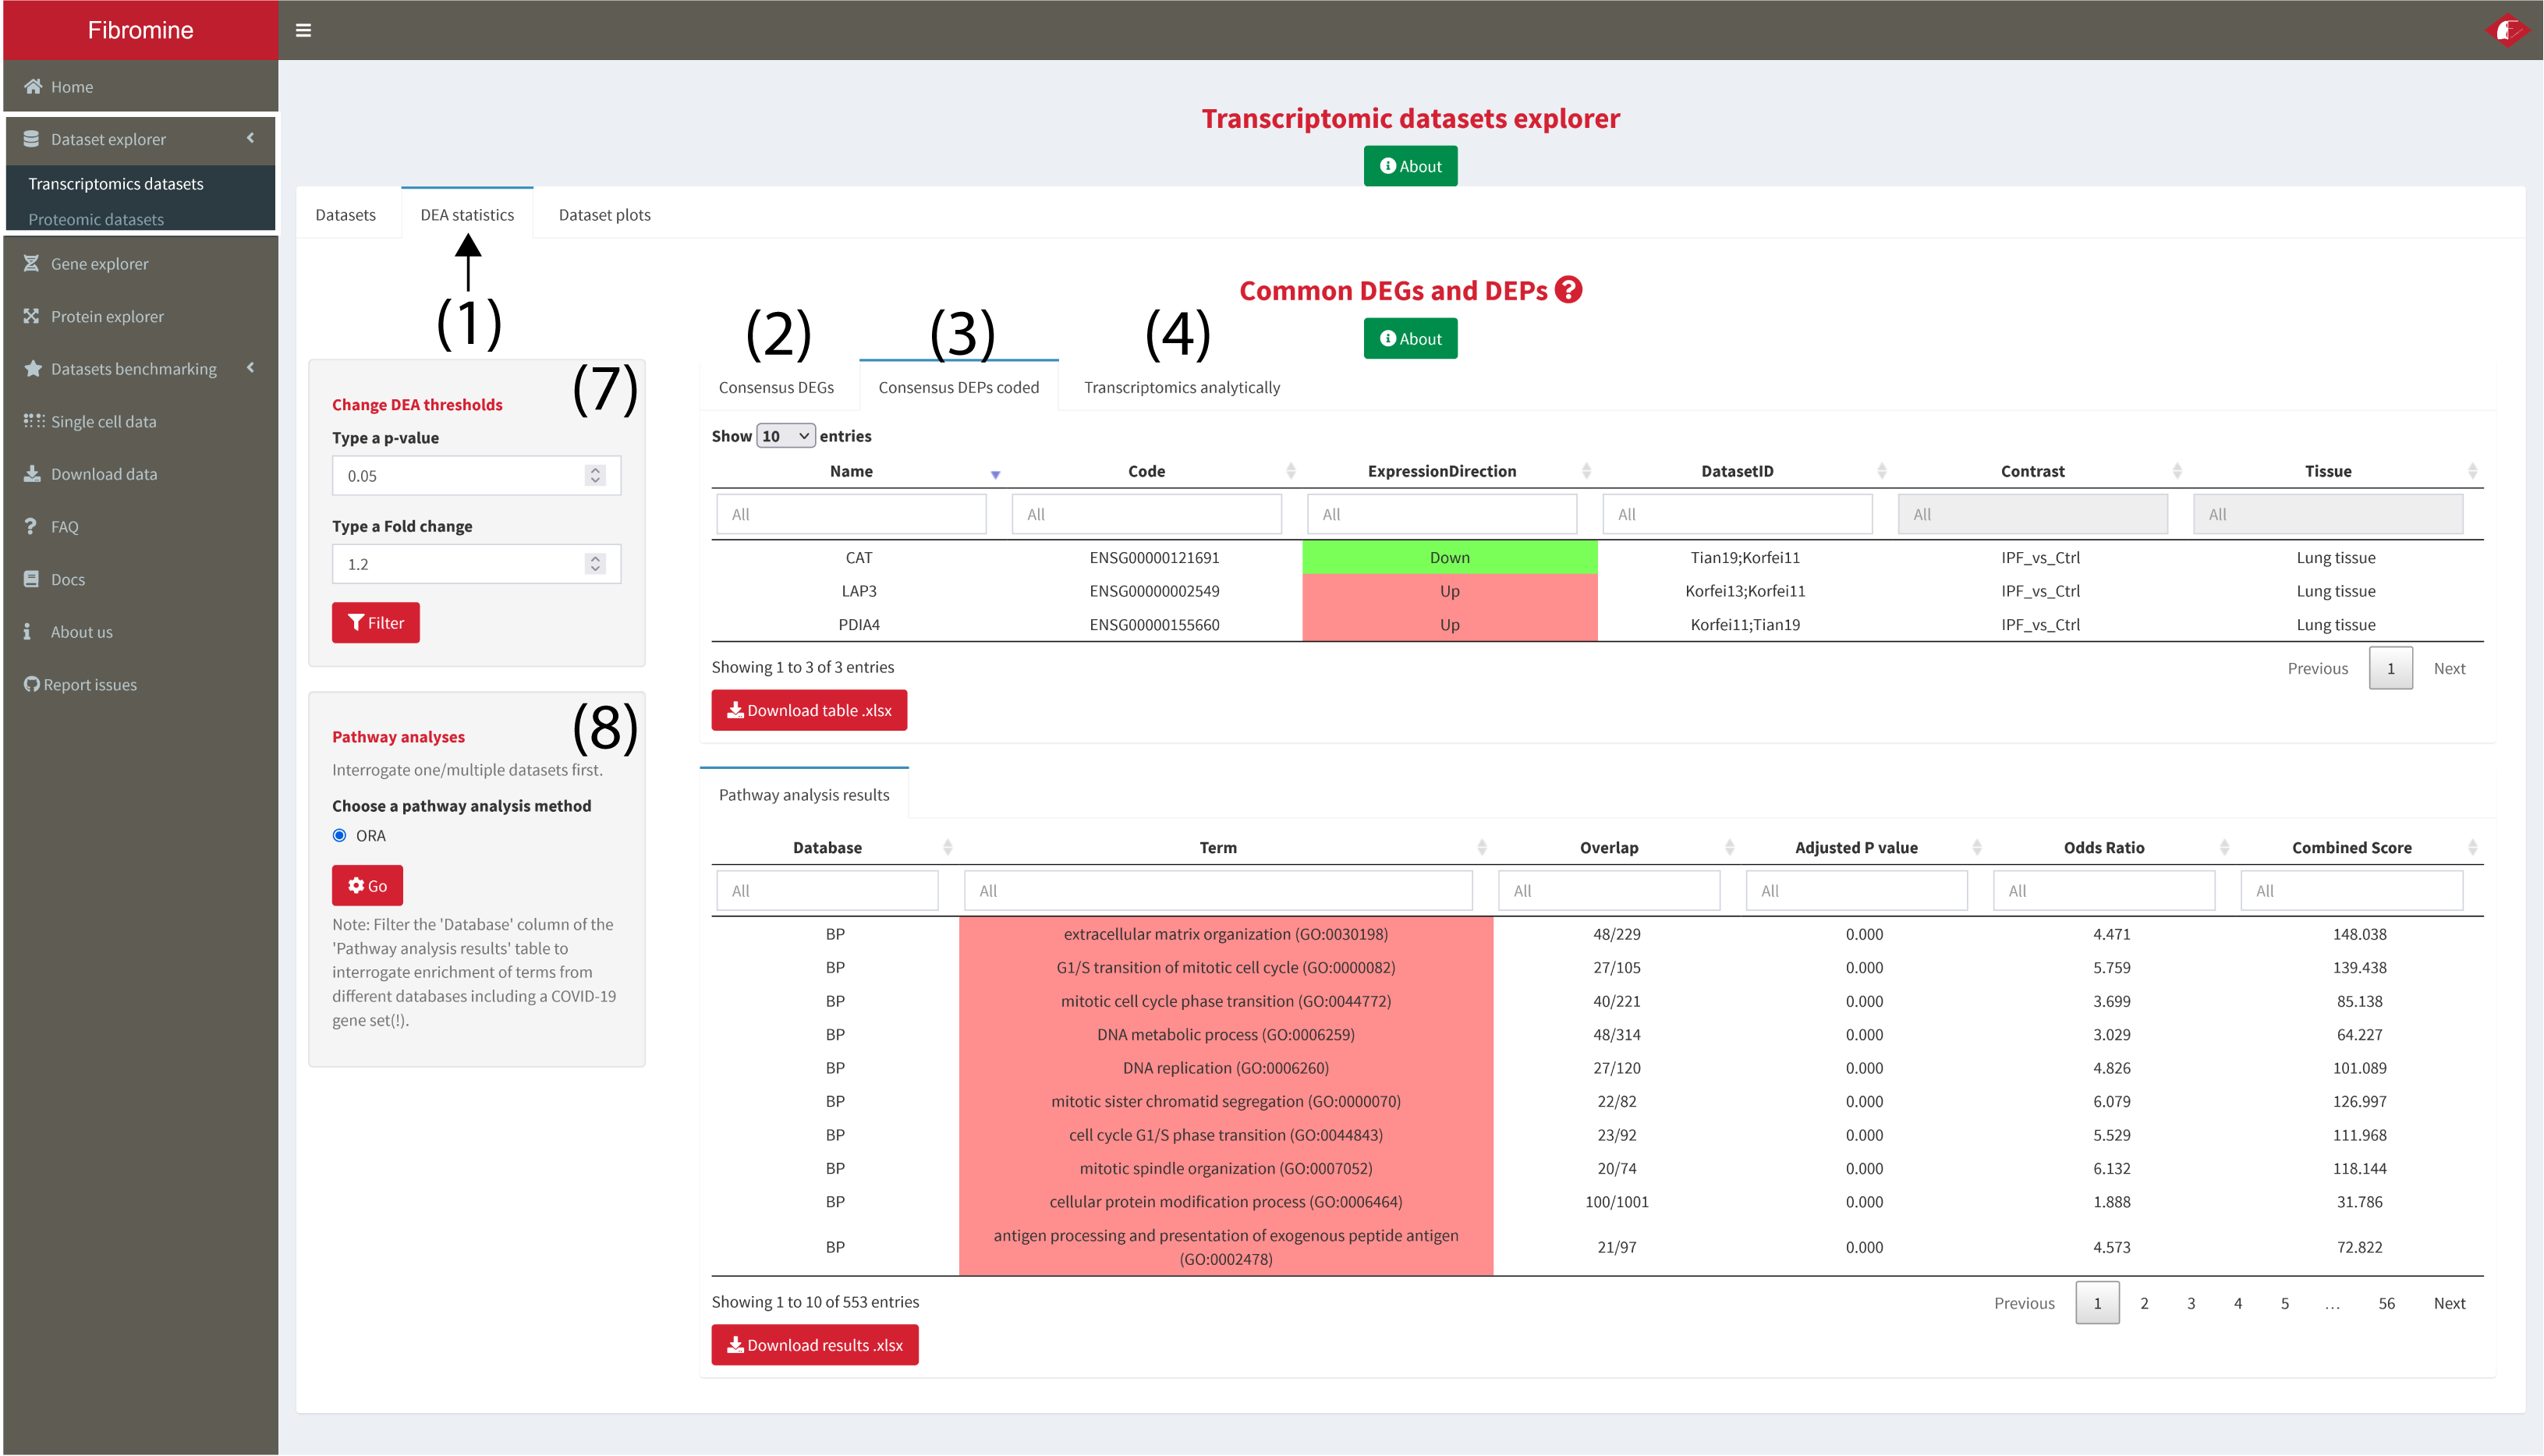 Fibromine
Home
Dataset explorer
Transcriptomics datasets
Proteomic datasets
Gene explorer
Protein explorer
Datasets benchmarking
Single cell data
Download data
FAQ
Docs
About us
Report issues
Transcriptomic datasets explorer
About
Datasets DEA statistics Dataset plots
(1)
Common DEGs and DEPs ?
About
(2) (3) (4)
(7)
Change DEA thresholds
Type a p-value
0.05
Type a Fold change
1.2
Filter
(8)
Pathway analyses
Interrogate one/multiple datasets first.
Choose a pathway analysis method
ORA
Go
Note: Filter the 'Database' column of the
'Pathway analysis results' table to
interrogate enrichment of terms from
different databases including a COVID-19
gene set(!).
Consensus DEGs Consensus DEPs coded Transcriptomics analytically
Show 10 entries
Name Code ExpressionDirection DatasetID Contrast Tissue
All All All All All All
CAT ENSG00000121691 Down Tian19;Korfei11 IPF_vs_Ctrl Lung tissue
LAP3 ENSG00000002549 Up Korfei13;Korfei11 IPF_vs_Ctrl Lung tissue
PDIA4 ENSG00000155660 Up Korfei11;Tian19 IPF_vs_Ctrl Lung tissue
Showing 1 to 3 of 3 entries
Previous 1 Next
Download table .xlsx
Pathway analysis results
Database Term Overlap Adjusted P value Odds Ratio Combined Score
All All All All All All
BP extracellular matrix organization (GO:0030198) 48/229 0.000 4.471 148.038
BP G1/S transition of mitotic cell cycle (GO:0000082) 27/105 0.000 5.759 139.438
BP mitotic cell cycle phase transition (GO:0044772) 40/221 0.000 3.699 85.138
BP DNA metabolic process (GO:0006259) 48/314 0.000 3.029 64.227
BP DNA replication (GO:0006260) 27/120 0.000 4.826 101.089
BP mitotic sister chromatid segregation (GO:0000070) 22/82 0.000 6.079 126.997
BP cell cycle G1/S phase transition (GO:0044843) 23/92 0.000 5.529 111.968
BP mitotic spindle organization (GO:0007052) 20/74 0.000 6.132 118.144
BP cellular protein modification process (GO:0006464) 100/1001 0.000 1.888 31.786
antigen processing and presentation of exogenous peptide antigen
BP (GO:0002478) 21/97 0.000 4.573 72.822
Showing 1 to 10 of 553 entries
Previous 1 2 3 4 5 … 56 Next
Download results .xlsx